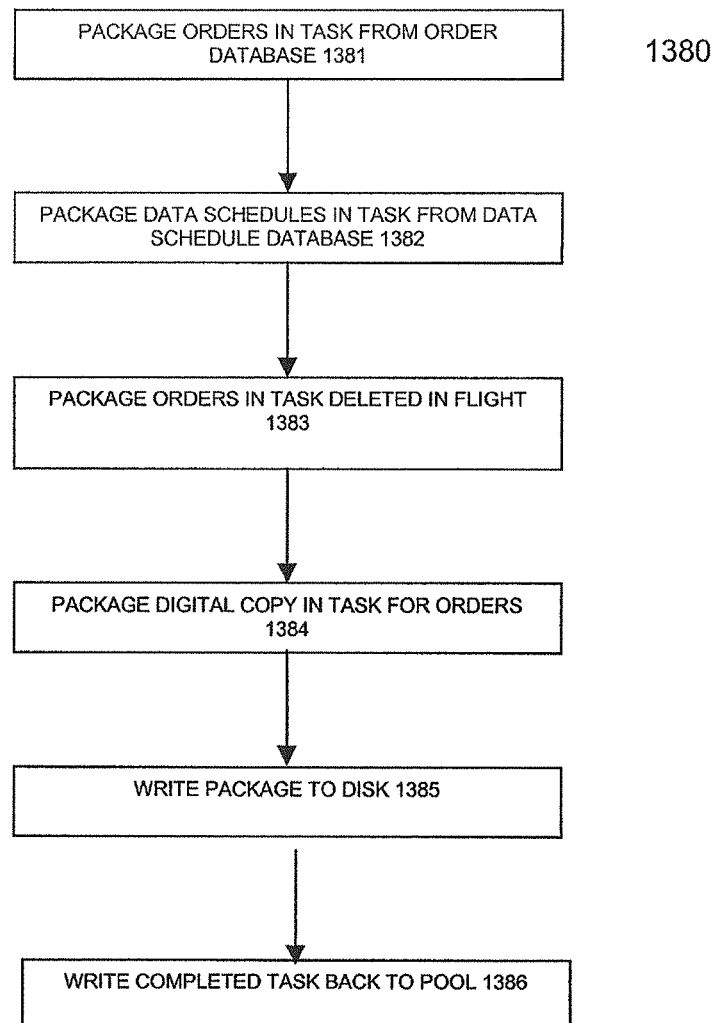 PACKAGE ORDERS IN TASK FROM ORDER
DATABASE 1381
1380
PACKAGE DATA SCHEDULES IN TASK FROM DATA
SCHEDULE DATABASE 1382
PACKAGE ORDERS IN TASK DELETED IN FLIGHT
1383
PACKAGE DIGITAL COPY IN TASK FOR ORDERS
1384
WRITE PACKAGE TO DISK 1385
WRITE COMPLETED TASK BACK TO POOL 1386